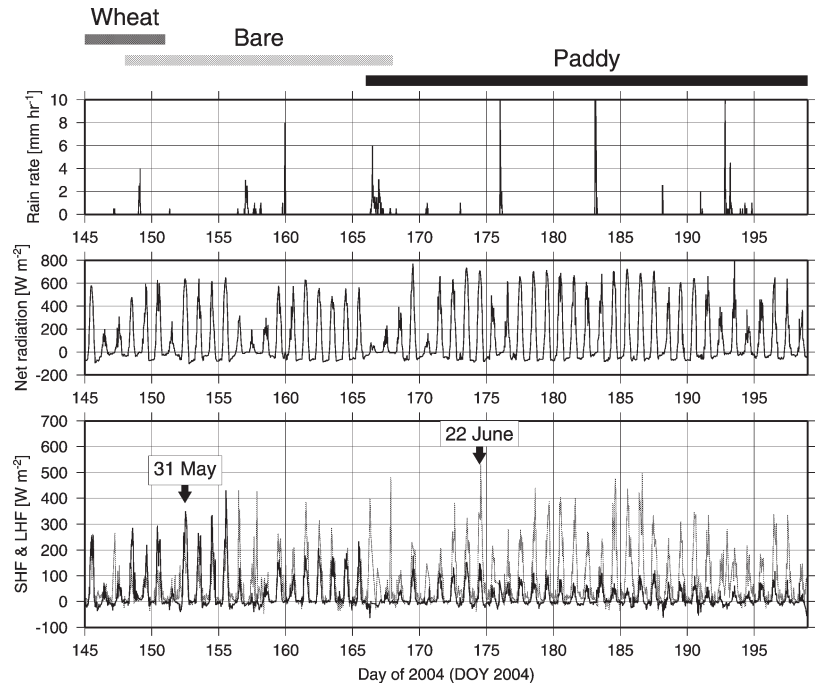 Wheat
Bare
Paddy
Rain rate [mm hr⁻¹]
10
8
6
4
2
0
145 150 155 160 165 170 175 180 185 190 195
Net radiation [W m⁻²]
800
600
400
200
0
-200
145 150 155 160 165 170 175 180 185 190 195
SHF & LHF [W m⁻²]
700
600
500
400
300
200
100
0
-100
31 May
22 June
145 150 155 160 165 170 175 180 185 190 195
Day of 2004 (DOY 2004)